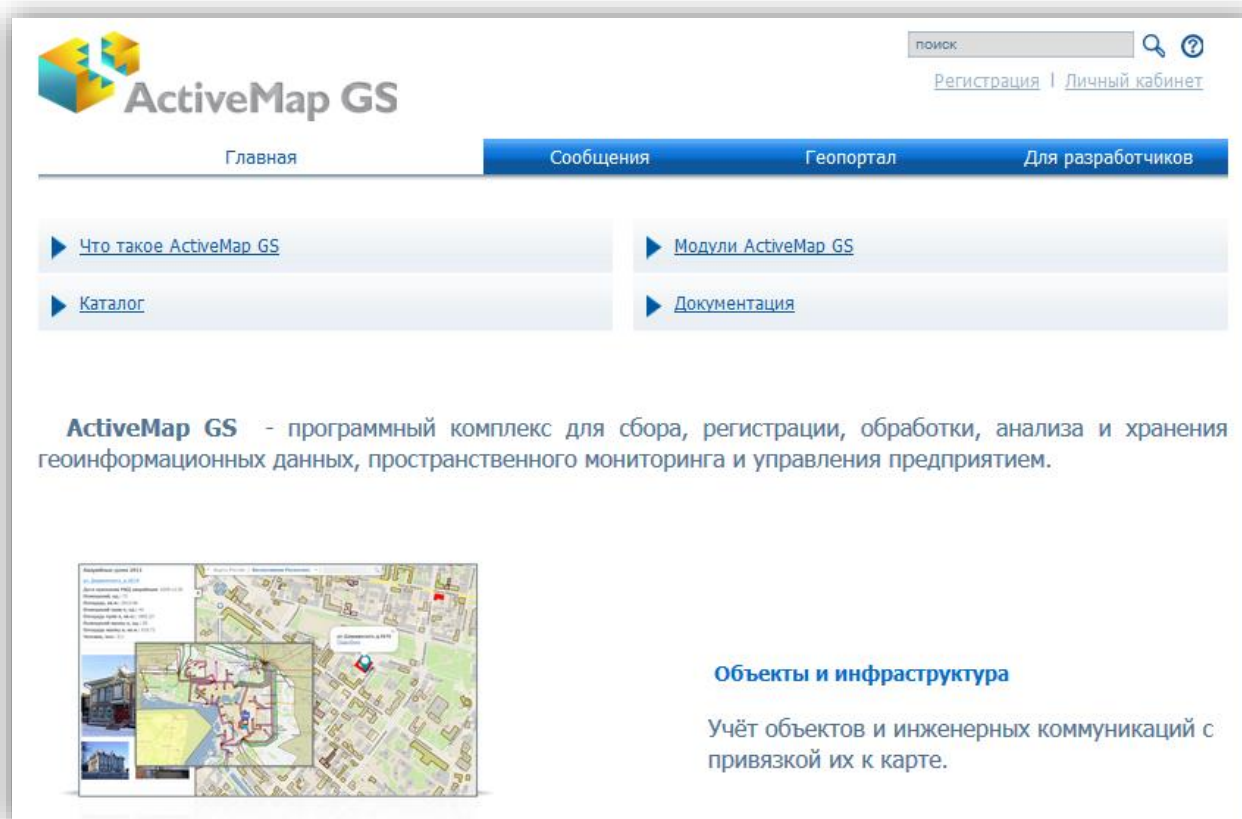 ActiveMap GS
поиск
Регистрация | Личный кабинет
Главная
Сообщения
Геопортал
Для разработчиков
Что такое ActiveMap GS
Модули ActiveMap GS
Каталог
Документация
ActiveMap GS - программный комплекс для сбора, регистрации, обработки, анализа и хранения
геоинформационных данных, пространственного мониторинга и управления предприятием.
Объекты и инфраструктура
Учёт объектов и инженерных коммуникаций с
привязкой их к карте.